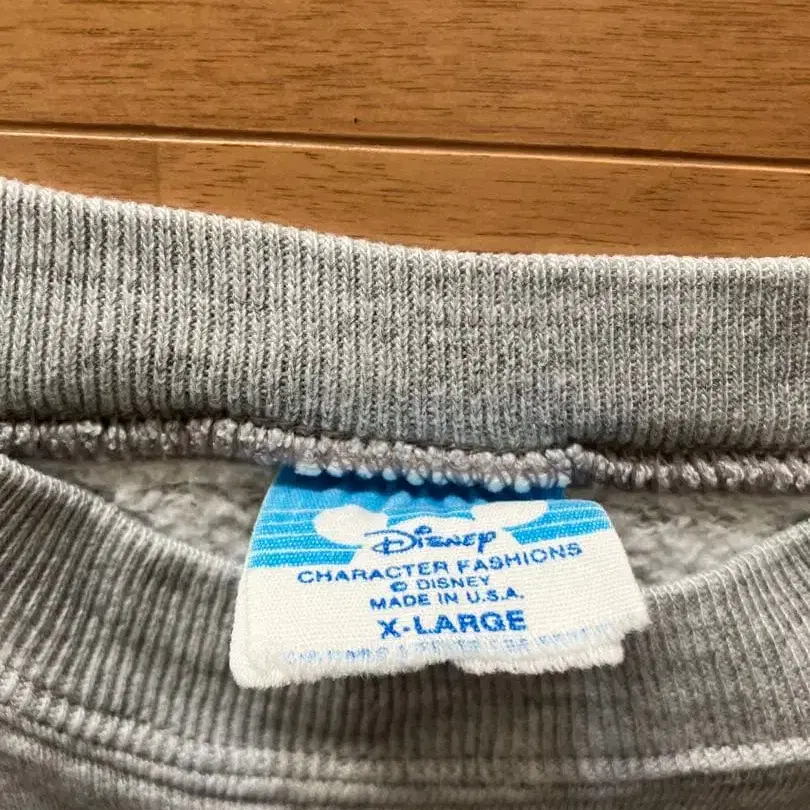 Disney
CHARACTER FASHIONS
© DISNEY
MADE IN U.S.A.
X-LARGE